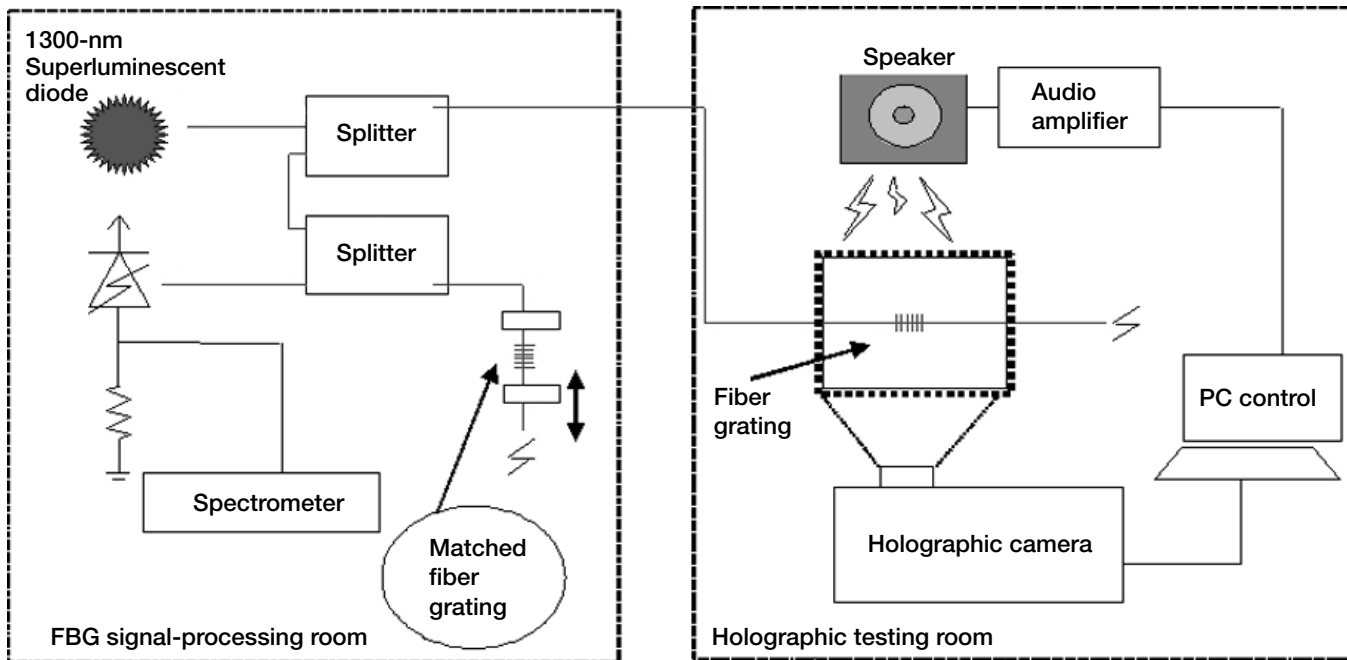 1300-nm
Superluminescent
diode
Splitter
Splitter
Spectrometer
Matched
fiber
grating
FBG signal-processing room
Speaker
Audio
amplifier
Fiber
grating
PC control
Holographic camera
Holographic testing room